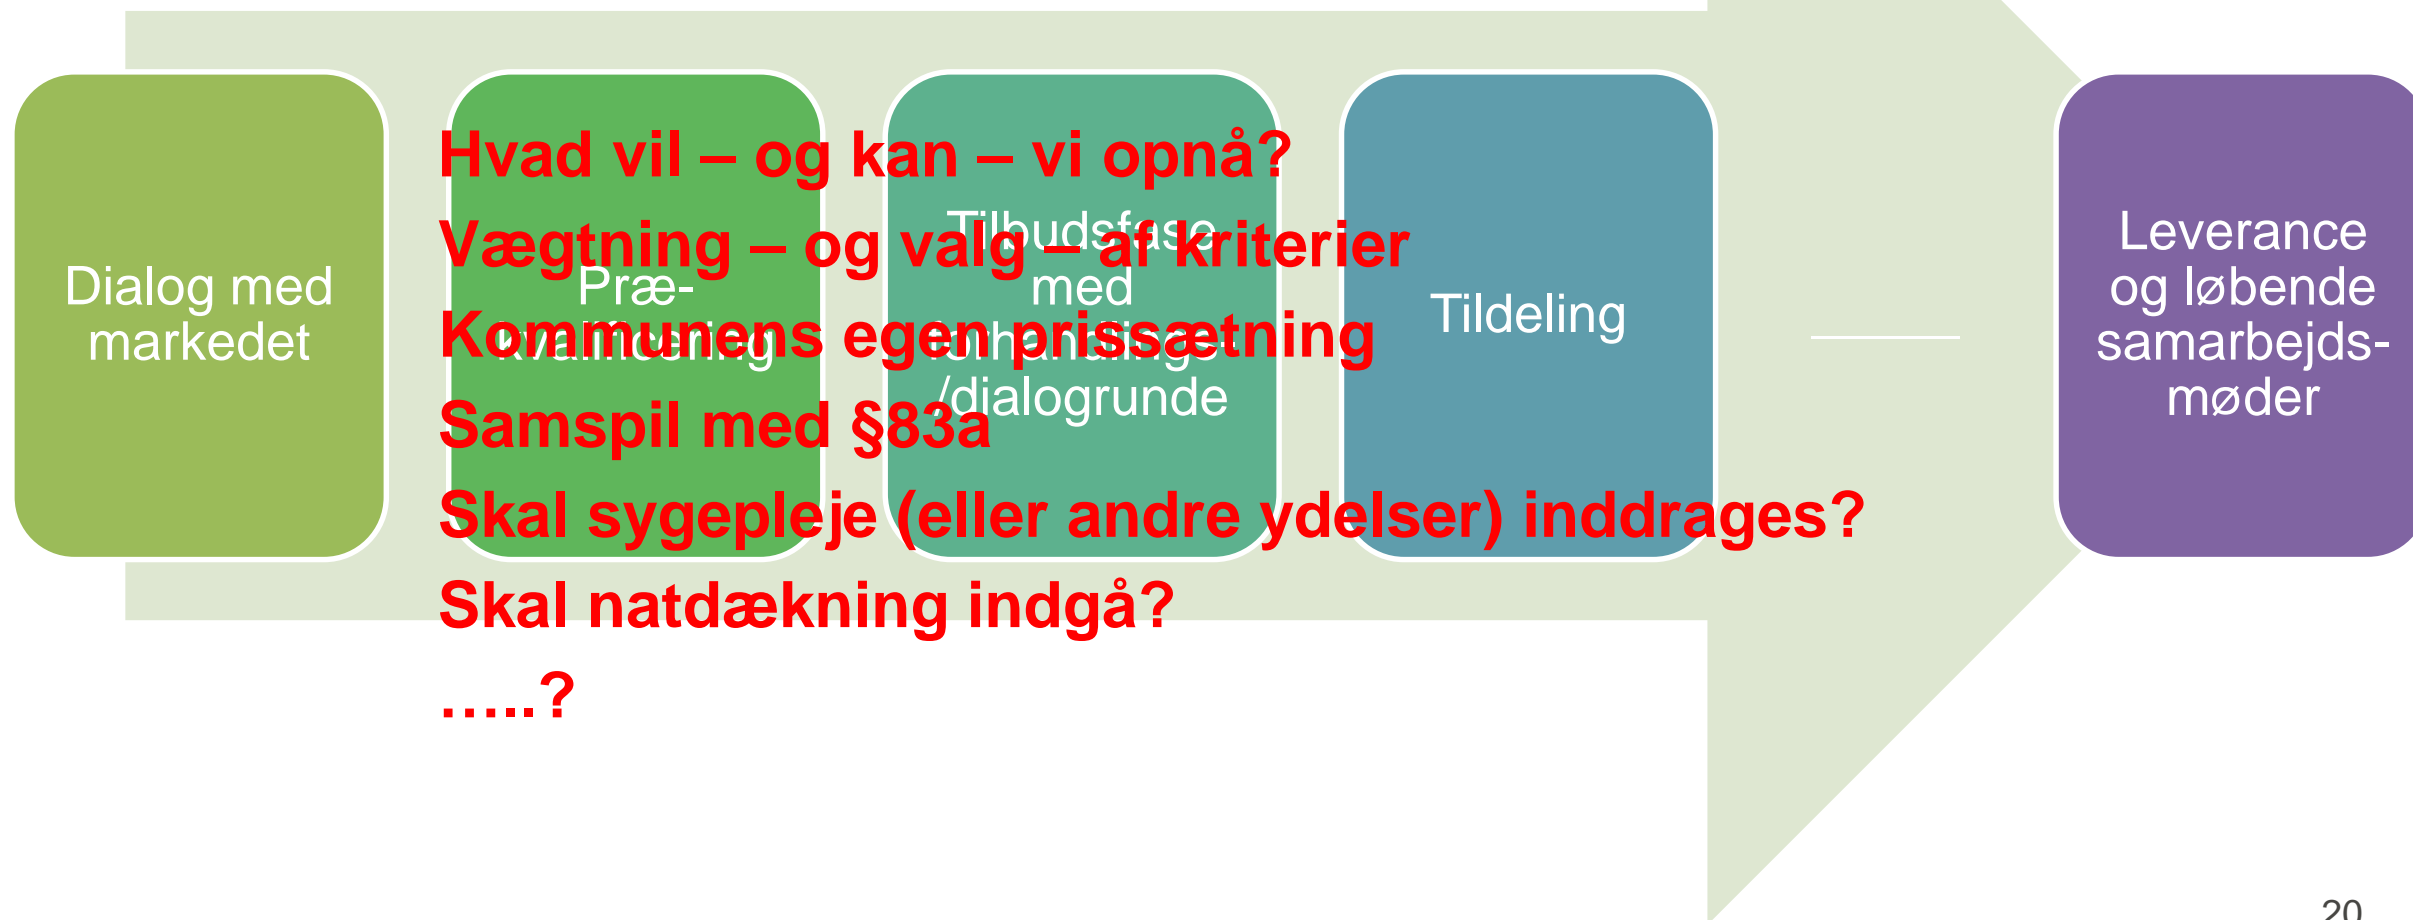 Dialog med
markedet
Præ-
kvalificering
Tilbudsfase
med
forhandlings-
/dialogrunde
Tildeling
Leverance
og løbende
samarbejds-
møder
Hvad vil – og kan – vi opnå?
Vægtning – og valg – af kriterier
Kommunens egen prissætning
Samspil med §83a
Skal sygepleje (eller andre ydelser) inddrages?
Skal natdækning indgå?
…..?
20